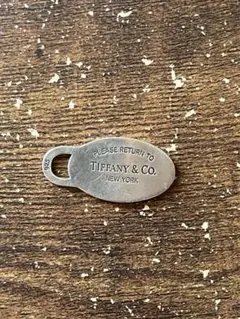 PLEASE RETURN TO
TIFFANY & CO.
NEW YORK
925